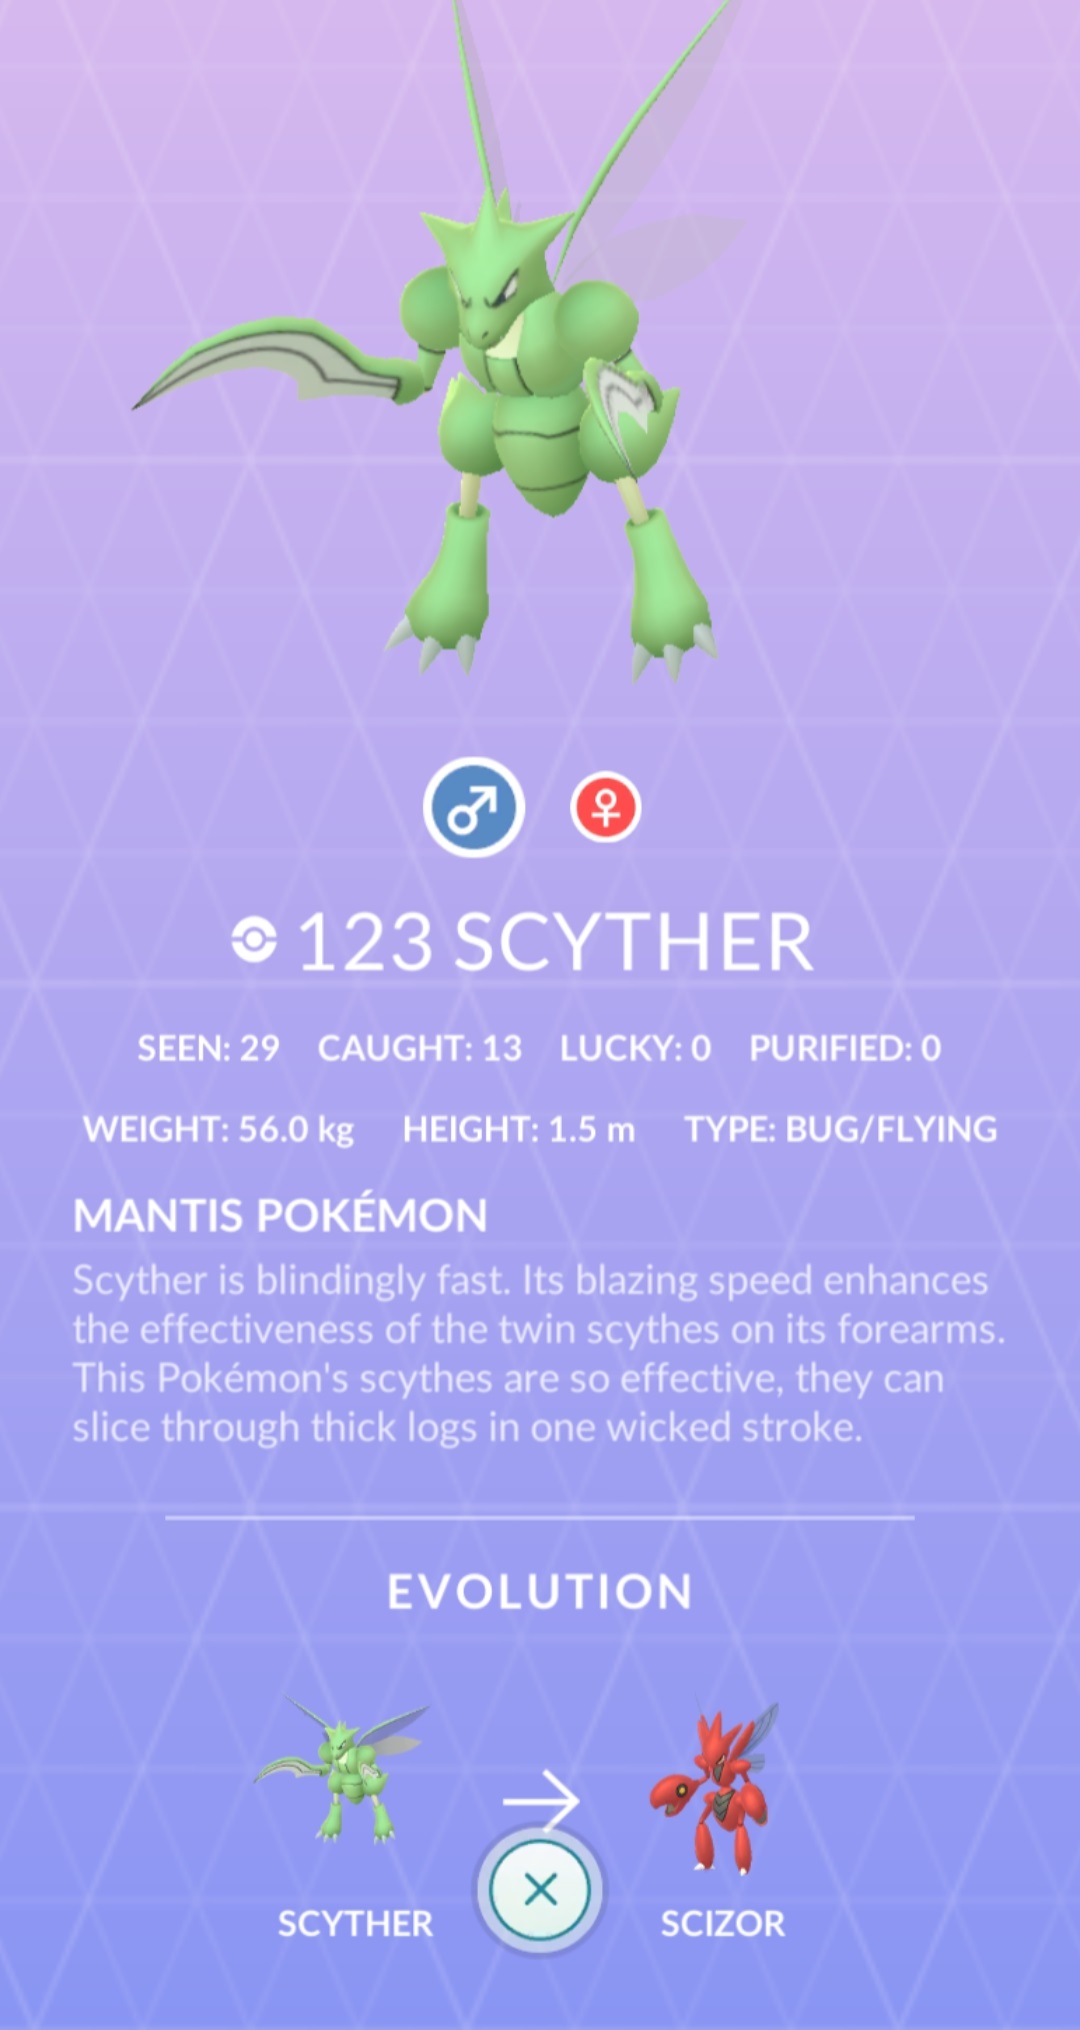 123 SCYTHER
SEEN: 29 CAUGHT: 13 LUCKY: 0 PURIFIED: 0
WEIGHT: 56.0 kg HEIGHT: 1.5 m TYPE: BUG/FLYING
MANTIS POKÉMON
Scyther is blindingly fast. Its blazing speed enhances
the effectiveness of the twin scythes on its forearms.
This Pokémon's scythes are so effective, they can
slice through thick logs in one wicked stroke.
EVOLUTION
SCYTHER SCIZOR